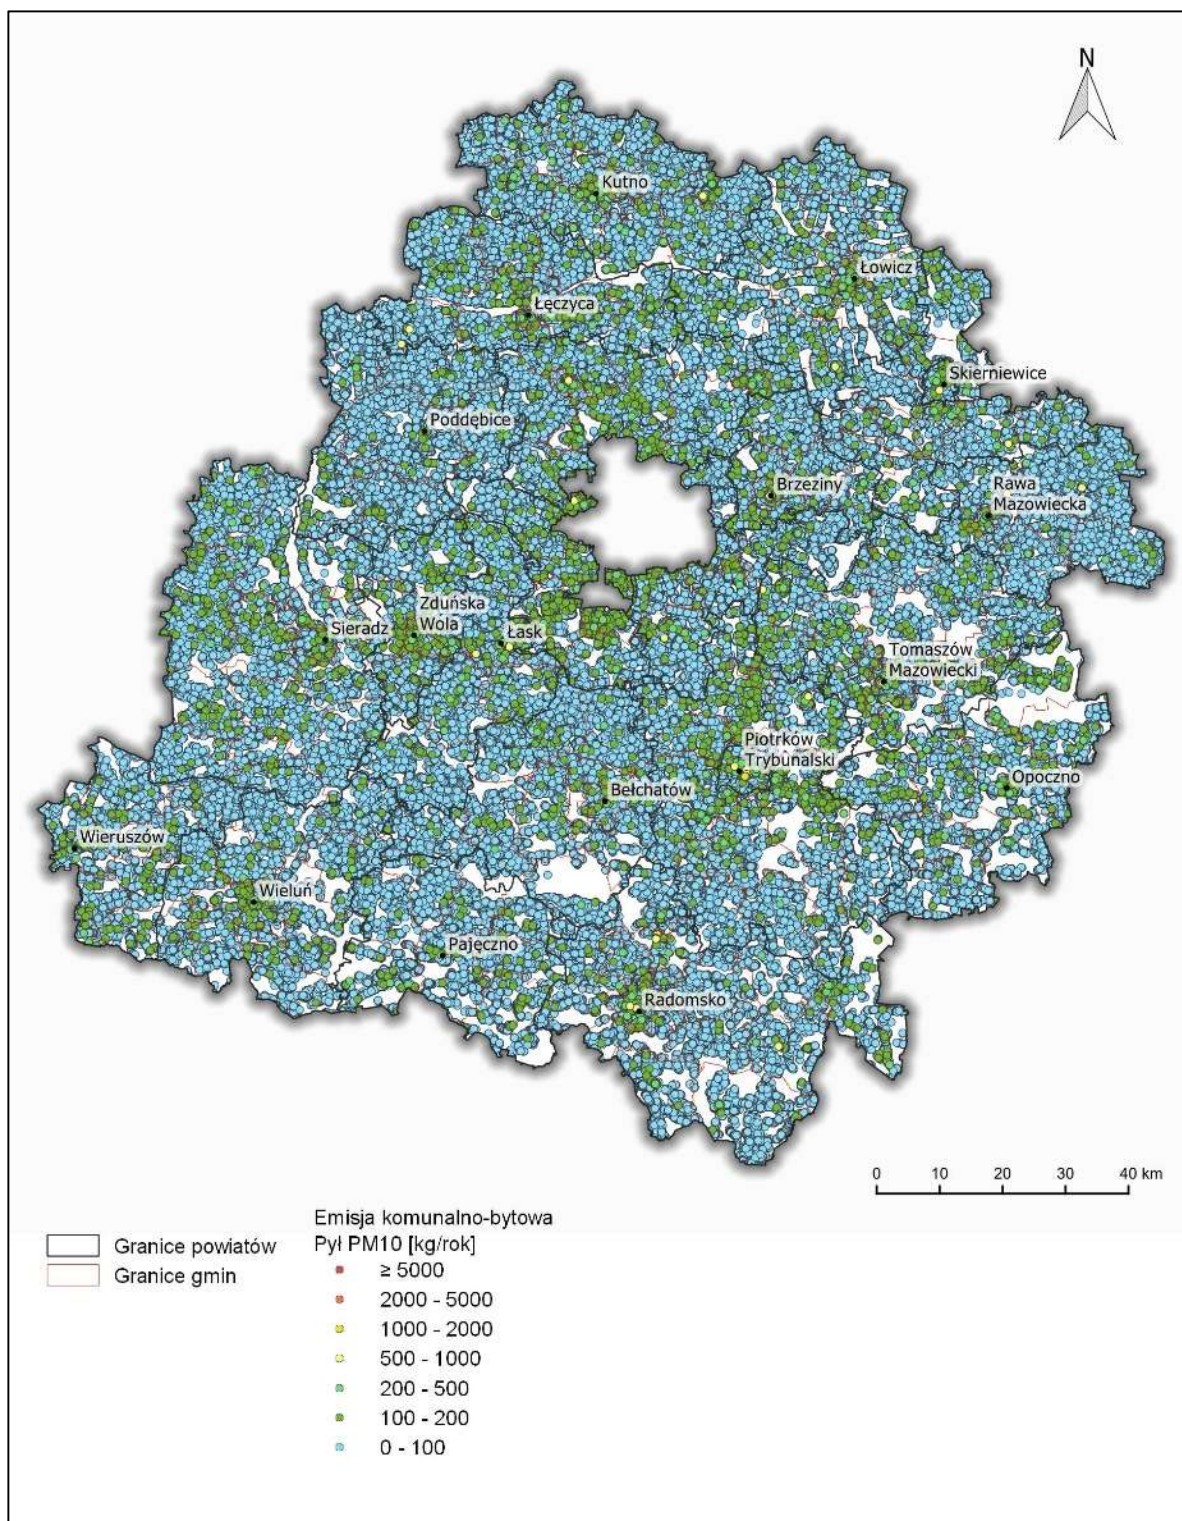 N
Kutno
Łowicz
Łęczyca
Skierniewice
Poddębice
Brzeziny
Rawa
Mazowiecka
Zduńska
Wola
Sieradz
Łask
Tomaszów
Mazowiecki
Piotrków
Trybunalski
Opoczno
Bełchatów
Wieruszów
Wieluń
Pajęczno
Radomsko
0 10 20 30 40 km
Emisja komunalno-bytowa
Pył PM10 [kg/rok]
Granice powiatów
Granice gmin
≥ 5000
2000 - 5000
1000 - 2000
500 - 1000
200 - 500
100 - 200
0 - 100